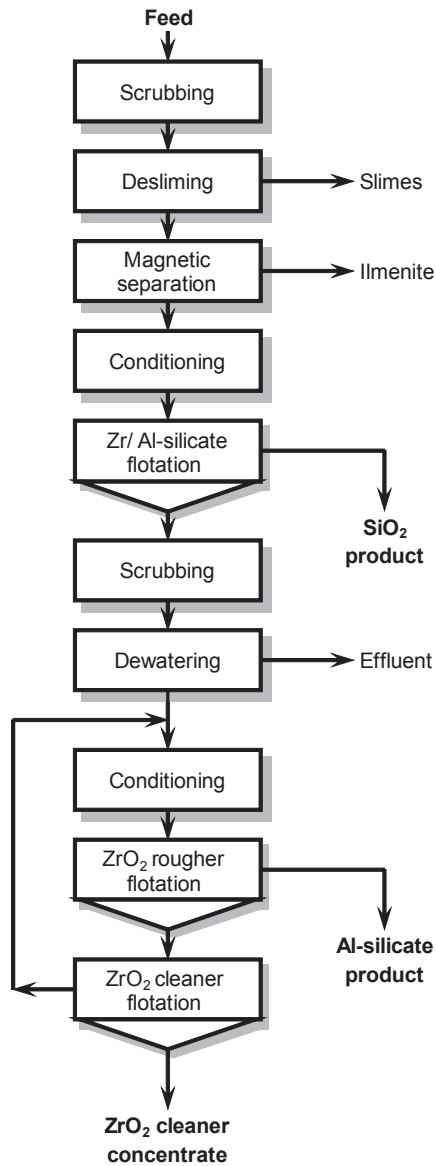 Feed
Scrubbing
Desliming
Slimes
Magnetic
separation
Ilmenite
Conditioning
Zr/ Al-silicate
flotation
SiO₂
product
Scrubbing
Dewatering
Effluent
Conditioning
ZrO₂ rougher
flotation
Al-silicate
product
ZrO₂ cleaner
flotation
ZrO₂ cleaner
concentrate